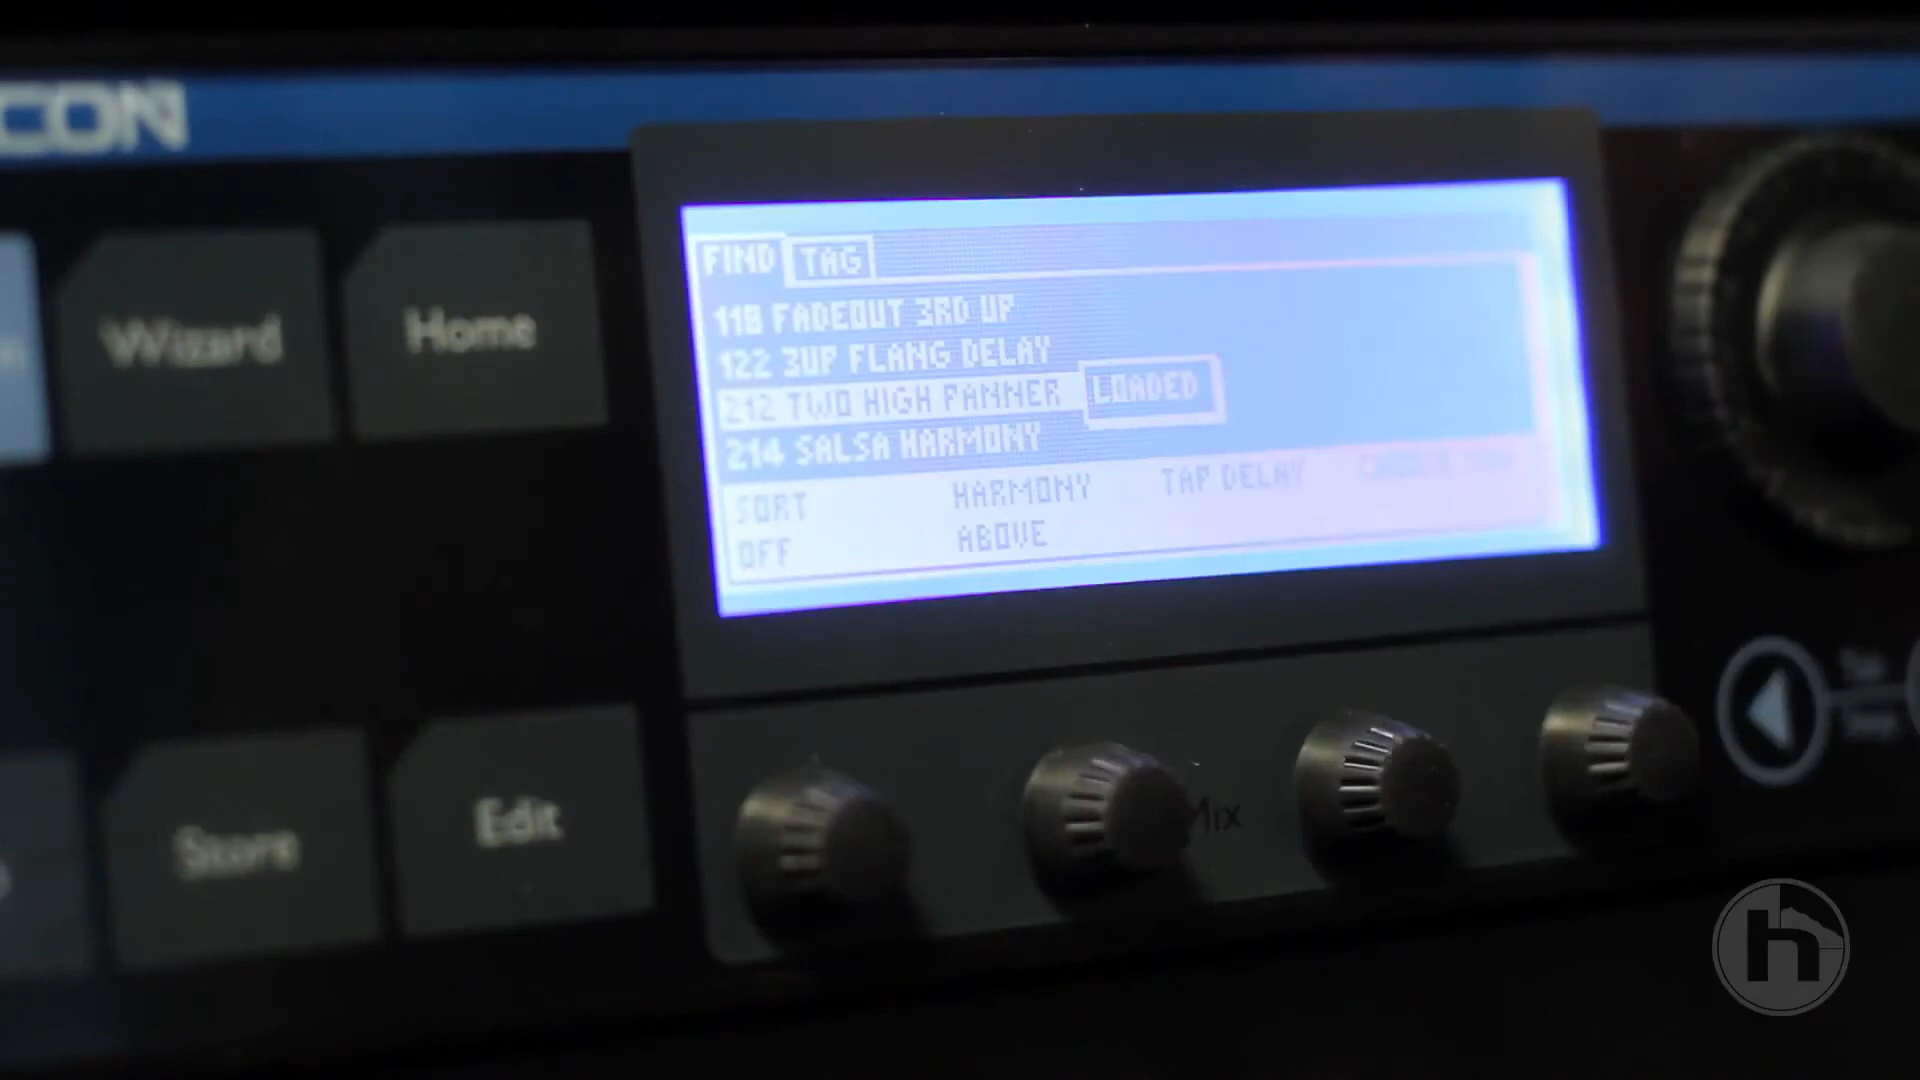 CON
Wizard
Home
FIND TAG
118 FADEOUT 3RD UP
122 3UP FLANG DELAY
212 TWO HIGH PANNER LOADED
214 SALSA HARMONY
SORT HARMONY TAP DELAY
OFF ABOVE
Store
Edit
Mix
h